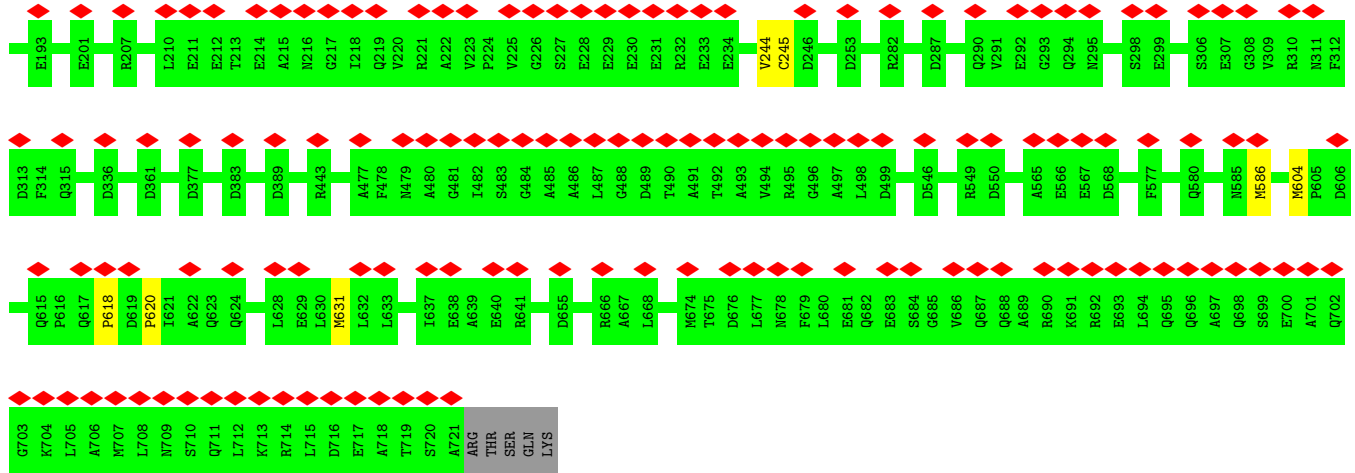 E193 E201 R207 L210 E211 E212 T213 E214 A215 N216 G217 I218 Q219 V220 R221 A222 V223 P224 V225 G226 S227 E228 E229 E230 E231 R232 E233 E234 V244 C245 D246 D253 R282 D287 Q290 V291 E292 G293 Q294 N295 S298 E299 S306 E307 G308 V309 R310 N311 F312
D313 F314 Q315 D336 D361 D377 D383 D389 R443 A477 F478 N479 A480 G481 I482 S483 G484 A485 A486 L487 G488 D489 T490 A491 T492 A493 V494 R495 G496 A497 L498 D499 D546 R549 D550 A565 E566 E567 D568 F577 Q580 N585 M586 M604 P605 D606
Q615 P616 Q617 P618 D619 P620 I621 A622 Q623 Q624 L628 E629 L630 M631 L632 L633 I637 E638 A639 E640 R641 D655 R666 A667 L668 M674 T675 D676 L677 N678 F679 L680 E681 Q682 E683 S684 G685 V686 Q687 Q688 A689 R690 K691 R692 E693 L694 Q695 Q696 A697 Q698 S699 E700 A701 Q702
G703 K704 L705 A706 M707 L708 N709 S710 Q711 L712 K713 R714 L715 D716 E717 A718 T719 S720 A721 ARG THR SER GLN LYS